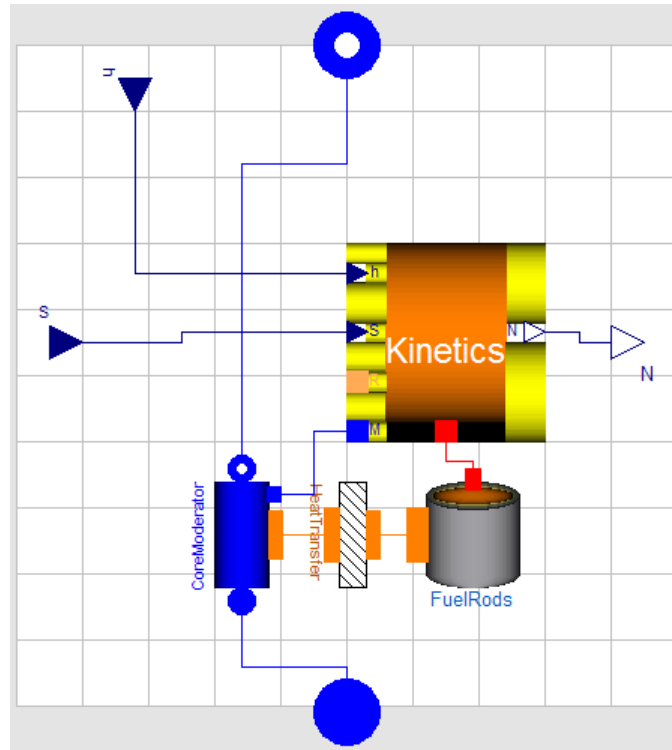 h
h
S
S
N
Kinetics
R
N
M
CoreModerator
HeatTransfer
FuelRods